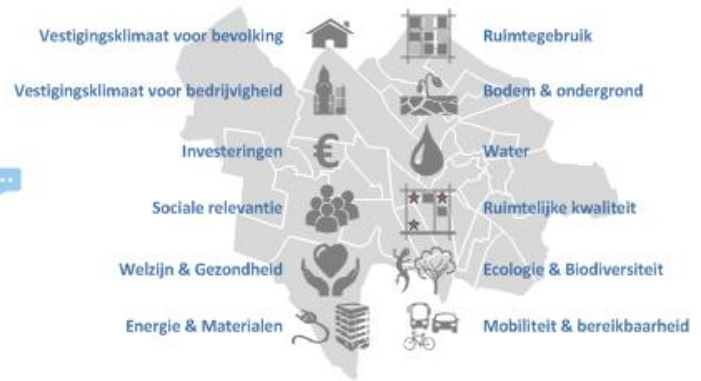 Vestigingsklimaat voor bevolking
Ruimtegebruik
Vestigingsklimaat voor bedrijvigheid
Bodem & ondergrond
Investeringen
€
Water
Sociale relevantie
Ruimtelijke kwaliteit
Welzijn & Gezondheid
Ecologie & Biodiversiteit
Energie & Materialen
Mobiliteit & bereikbaarheid